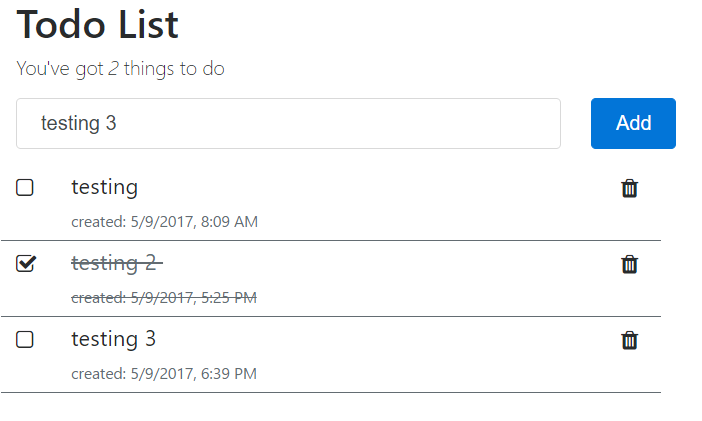 Todo List
You've got 2 things to do
testing 3
Add
testing
created: 5/9/2017, 8:09 AM
testing 2
created: 5/9/2017, 5:25 PM
testing 3
created: 5/9/2017, 6:39 PM